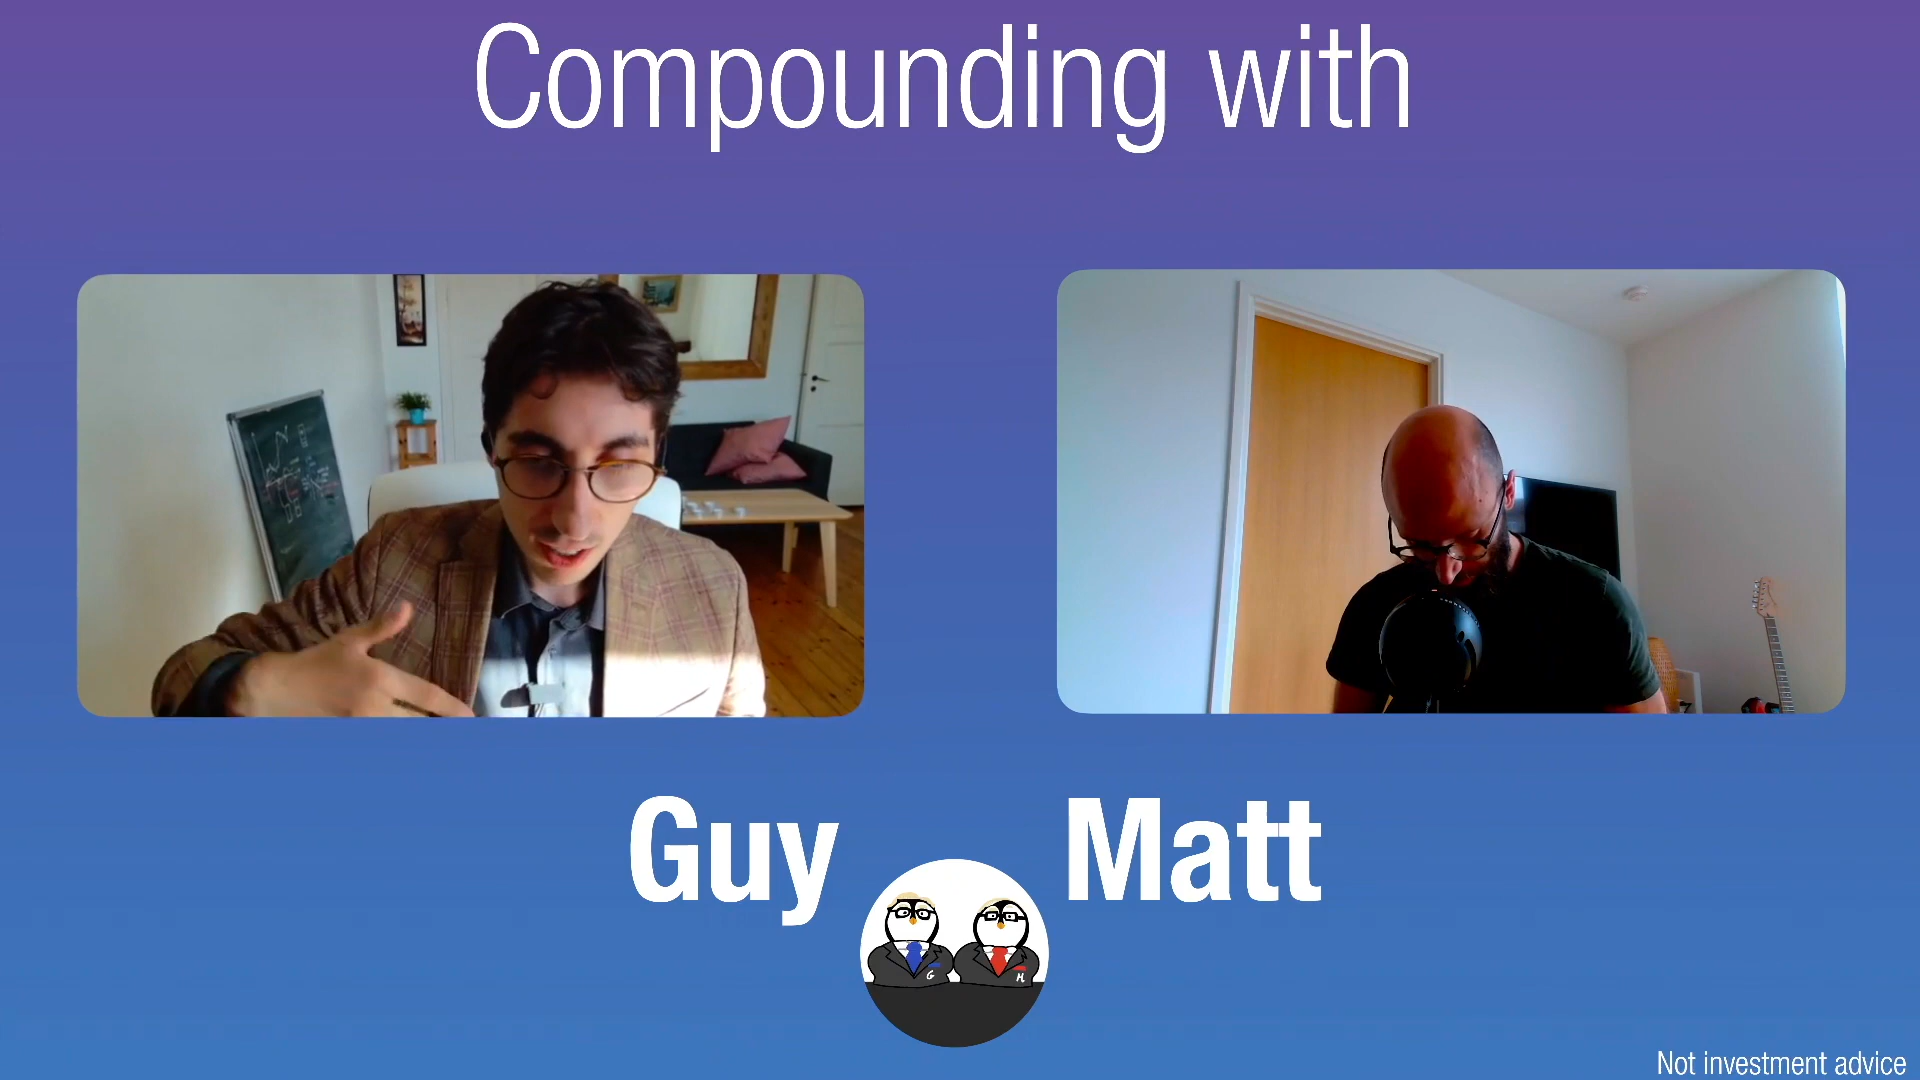 Compounding with
Guy
Matt
G
M
Not investment advice